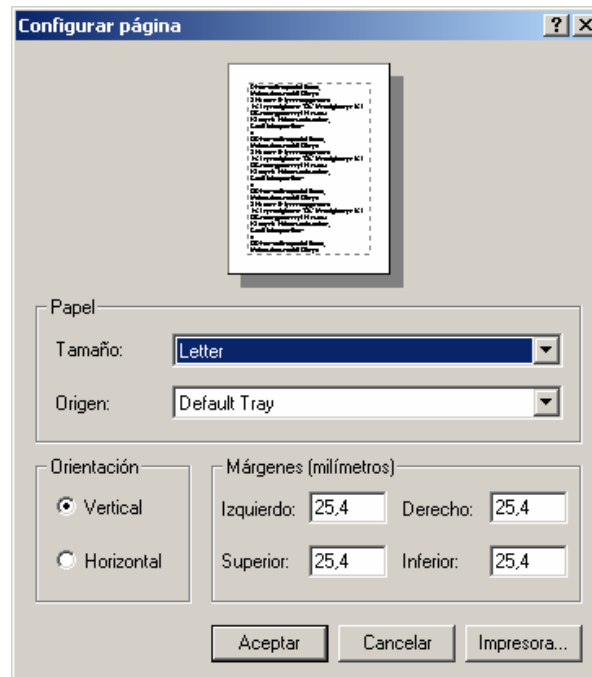 Configurar página
Papel
Tamaño: Letter
Origen: Default Tray
Orientación
Vertical
Horizontal
Márgenes (milímetros)
Izquierdo: 25,4 Derecho: 25,4
Superior: 25,4 Inferior: 25,4
Aceptar Cancelar Impresora...